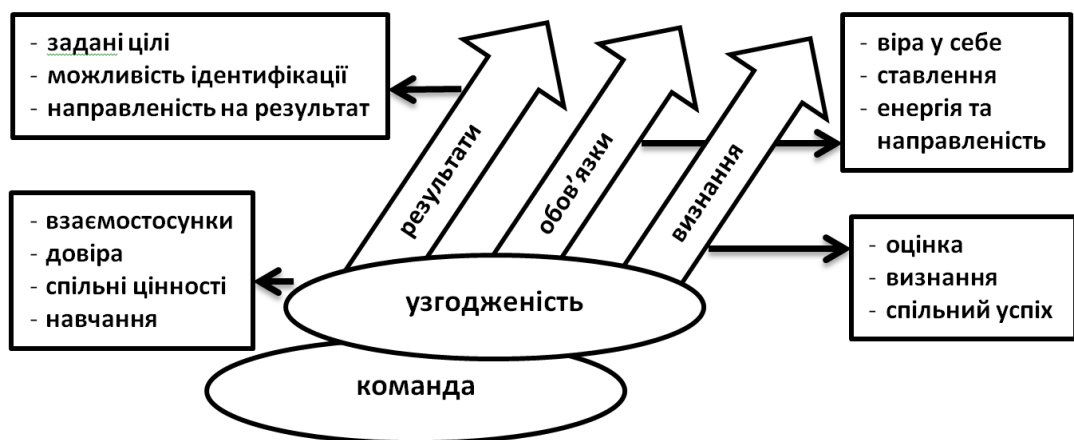 - задані цілі
- можливість ідентифікації
- направленість на результат
- віра у себе
- ставлення
- енергія та
направленість
результати
обов’язки
визнання
- взаємостосунки
- довіра
- спільні цінності
- навчання
- оцінка
- визнання
- спільний успіх
узгодженість
команда